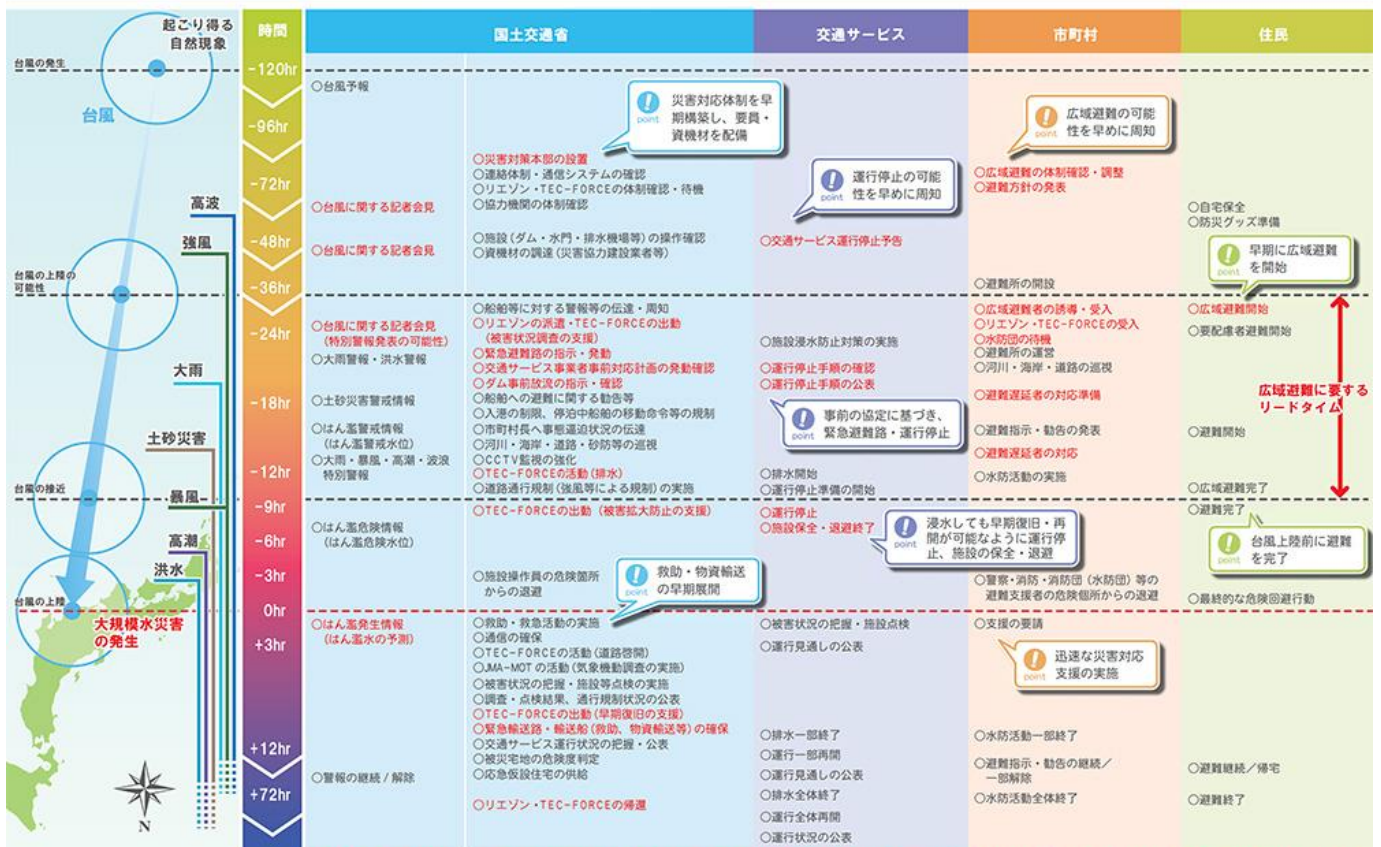 起こり得る
自然現象
時間
国土交通省
交通サービス
市町村
住民
台風の発生
台風
高波
強風
台風の上陸の
可能性
大雨
土砂災害
台風の接近
暴風
高潮
洪水
台風の上陸
大規模水災害
の発生
N
-120hr
-96hr
-72hr
-48hr
-36hr
-24hr
-18hr
-12hr
-9hr
-6hr
-3hr
0hr
+3hr
+12hr
+72hr
○台風予報
○台風に関する記者会見
○台風に関する記者会見
○台風に関する記者会見
(特別警報発表の可能性)
○大雨警報・洪水警報
○土砂災害警戒情報
○はん濫警戒情報
(はん濫警戒水位)
○大雨・暴風・高潮・波浪
特別警報
○はん濫危険情報
(はん濫危険水位)
○はん濫発生情報
(はん濫水の予測)
○警報の継続/解除
! point
災害対応体制を早
期構築し、要員・
資機材を配備
○災害対策本部の設置
○連絡体制・通信システムの確認
○リエゾン・TEC-FORCEの体制確認・待機
○協力機関の体制確認
○施設(ダム・水門・排水機場等)の操作確認
○資機材の調達(災害協力建設業者等)
○船舶等に対する警報等の伝達・周知
○リエゾンの派遣・TEC-FORCEの出動
(被害状況調査の支援)
○緊急避難路の指示・発動
○交通サービス事業者事前対応計画の発動確認
○ダム事前放流の指示・確認
○船舶への避難に関する勧告等
○入港の制限、停泊中船舶の移動命令等の規制
○市町村長へ事態逼迫状況の伝達
○河川・海岸・道路・砂防等の巡視
○CCTV監視の強化
○TEC-FORCEの活動(排水)
○道路通行規制(強風等による規制)の実施
○TEC-FORCEの出動(被害拡大防止の支援)
○施設操作員の危険箇所
からの退避
! point
救助・物資輸送
の早期展開
○救助・救急活動の実施
○通信の確保
○TEC-FORCEの活動(道路啓開)
○JMA-MOTの活動(気象機動調査の実施)
○被害状況の把握・施設等点検の実施
○調査・点検結果、通行規制状況の公表
○TEC-FORCEの出動(早期復旧の支援)
○緊急輸送路・輸送船(救助、物資輸送等)の確保
○交通サービス運行状況の把握・公表
○被災宅地の危険度判定
○応急仮設住宅の供給
○リエゾン・TEC-FORCEの帰還
! point
運行停止の可能
性を早めに周知
○交通サービス運行停止予告
○施設浸水防止対策の実施
○運行停止手順の確認
○運行停止手順の公表
! point
事前の協定に基づき、
緊急避難路・運行停止
○排水開始
○運行停止準備の開始
○運行停止
○施設保全・退避終了
! point
浸水しても早期復旧・再
開が可能なように運行停
止、施設の保全・退避
○被害状況の把握・施設点検
○運行見通しの公表
○排水一部終了
○運行一部再開
○運行見通しの公表
○排水全体終了
○運行全体再開
○運行状況の公表
! point
広域避難の可能
性を早めに周知
○広域避難の体制確認・調整
○避難方針の発表
○避難所の開設
○広域避難者の誘導・受入
○リエゾン・TEC-FORCEの受入
○水防団の待機
○避難所の運営
○河川・海岸・道路の巡視
○避難遅延者の対応準備
○避難指示・勧告の発表
○避難遅延者の対応
○水防活動の実施
○警察・消防・消防団(水防団)等の
避難支援者の危険個所からの退避
○支援の要請
! point
迅速な災害対応
支援の実施
○水防活動一部終了
○避難指示・勧告の継続/
一部解除
○水防活動全体終了
○自宅保全
○防災グッズ準備
! point
早期に広域避難
を開始
○広域避難開始
○要配慮者避難開始
広域避難に要する
リードタイム
○避難開始
○広域避難完了
○避難完了
! point
台風上陸前に避難
を完了
○最終的な危険回避行動
○避難継続/帰宅
○避難終了